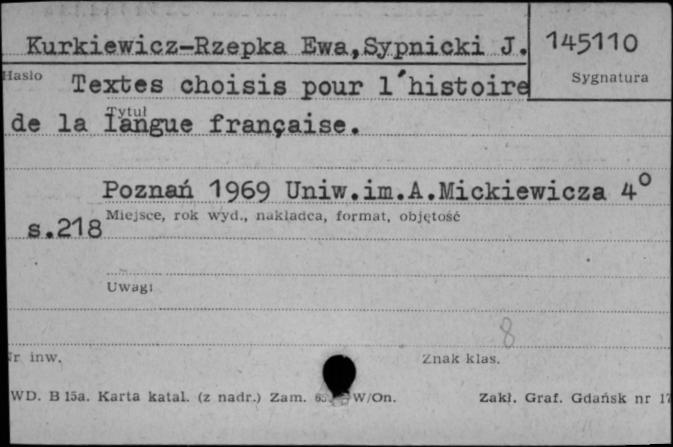 Kurkiewicz-Rzepka Ewa, Sypnicki J.
145110
Hasło
Sygnatura
Textes choisis pour l'histoire
Tytuł
de la langue française.
Poznań 1969 Uniw.im.A.Mickiewicza 4°
Miejsce, rok wyd., nakładca, format, objętość
s.218
Uwagi
8
Nr inw.
Znak klas.
WD. B 15a. Karta katal. (z nadr.) Zam. W/On.
Zakł. Graf. Gdańsk nr 17